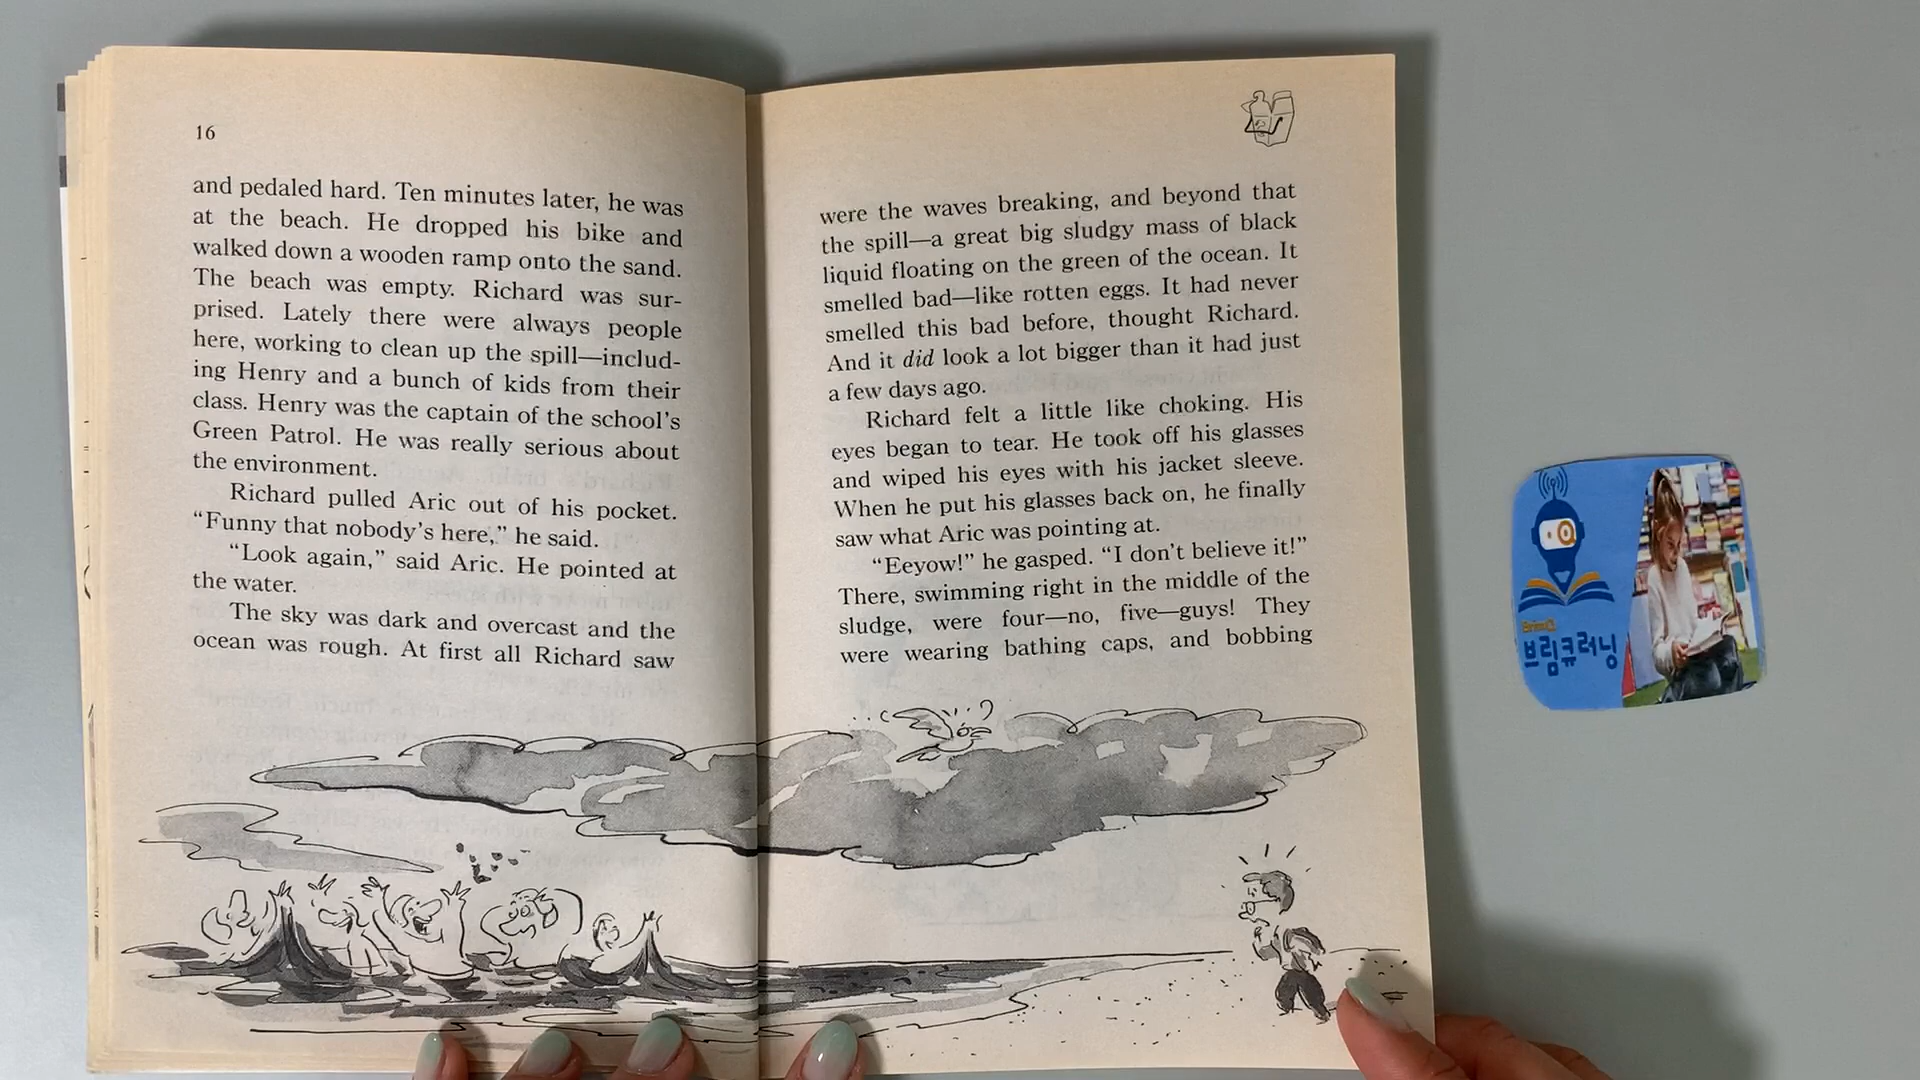 16
and pedaled hard. Ten minutes later, he was
at the beach. He dropped his bike and
walked down a wooden ramp onto the sand.
The beach was empty. Richard was sur-
prised. Lately there were always people
here, working to clean up the spill—includ-
ing Henry and a bunch of kids from their
class. Henry was the captain of the school's
Green Patrol. He was really serious about
the environment.
Richard pulled Aric out of his pocket.
“Funny that nobody's here,” he said.
“Look again,” said Aric. He pointed at
the water.
The sky was dark and overcast and the
ocean was rough. At first all Richard saw
were the waves breaking, and beyond that
the spill—a great big sludgy mass of black
liquid floating on the green of the ocean. It
smelled bad—like rotten eggs. It had never
smelled this bad before, thought Richard.
And it did look a lot bigger than it had just
a few days ago.
Richard felt a little like choking. His
eyes began to tear. He took off his glasses
and wiped his eyes with his jacket sleeve.
When he put his glasses back on, he finally
saw what Aric was pointing at.
“Eeyow!” he gasped. “I don't believe it!”
There, swimming right in the middle of the
sludge, were four—no, five—guys! They
were wearing bathing caps, and bobbing
?
BrimQ
브림큐러닝